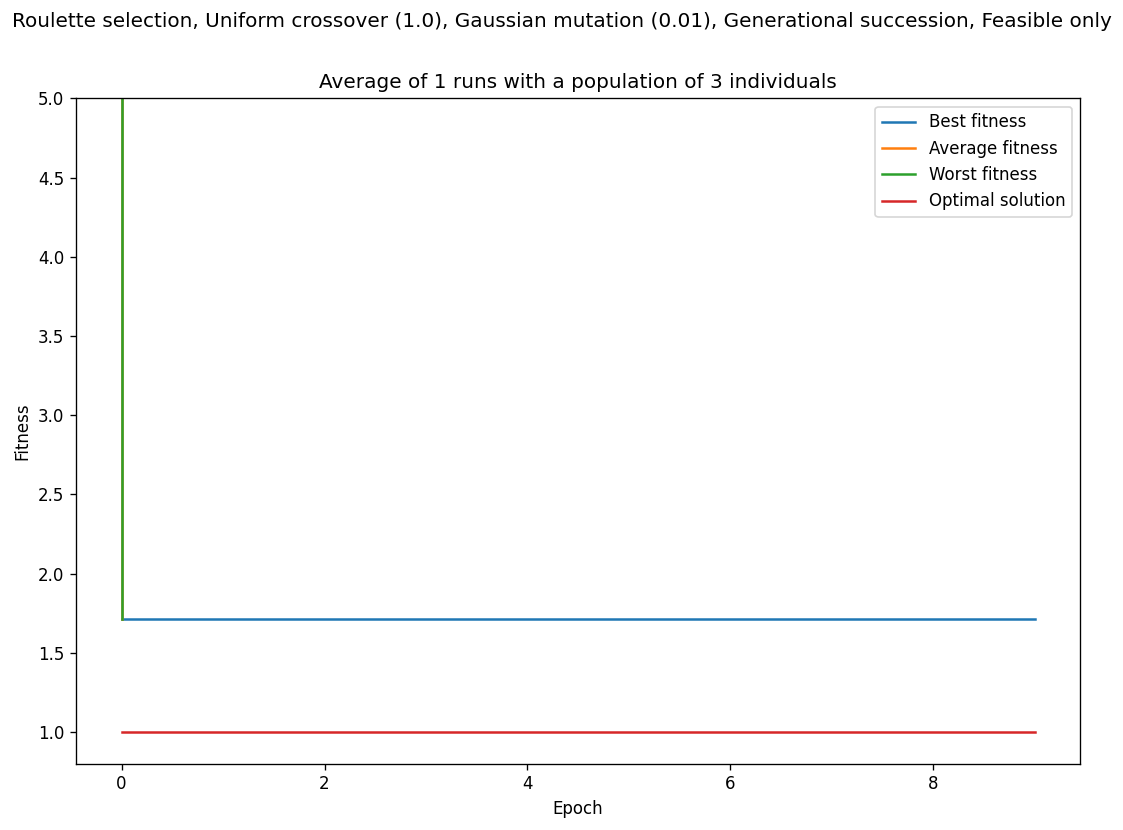 Roulette selection, Uniform crossover (1.0), Gaussian mutation (0.01), Generational succession, Feasible only
Average of 1 runs with a population of 3 individuals
Best fitness
Average fitness
Worst fitness
Optimal solution
Fitness
5.0
4.5
4.0
3.5
3.0
2.5
2.0
1.5
1.0
0
2
4
6
8
Epoch